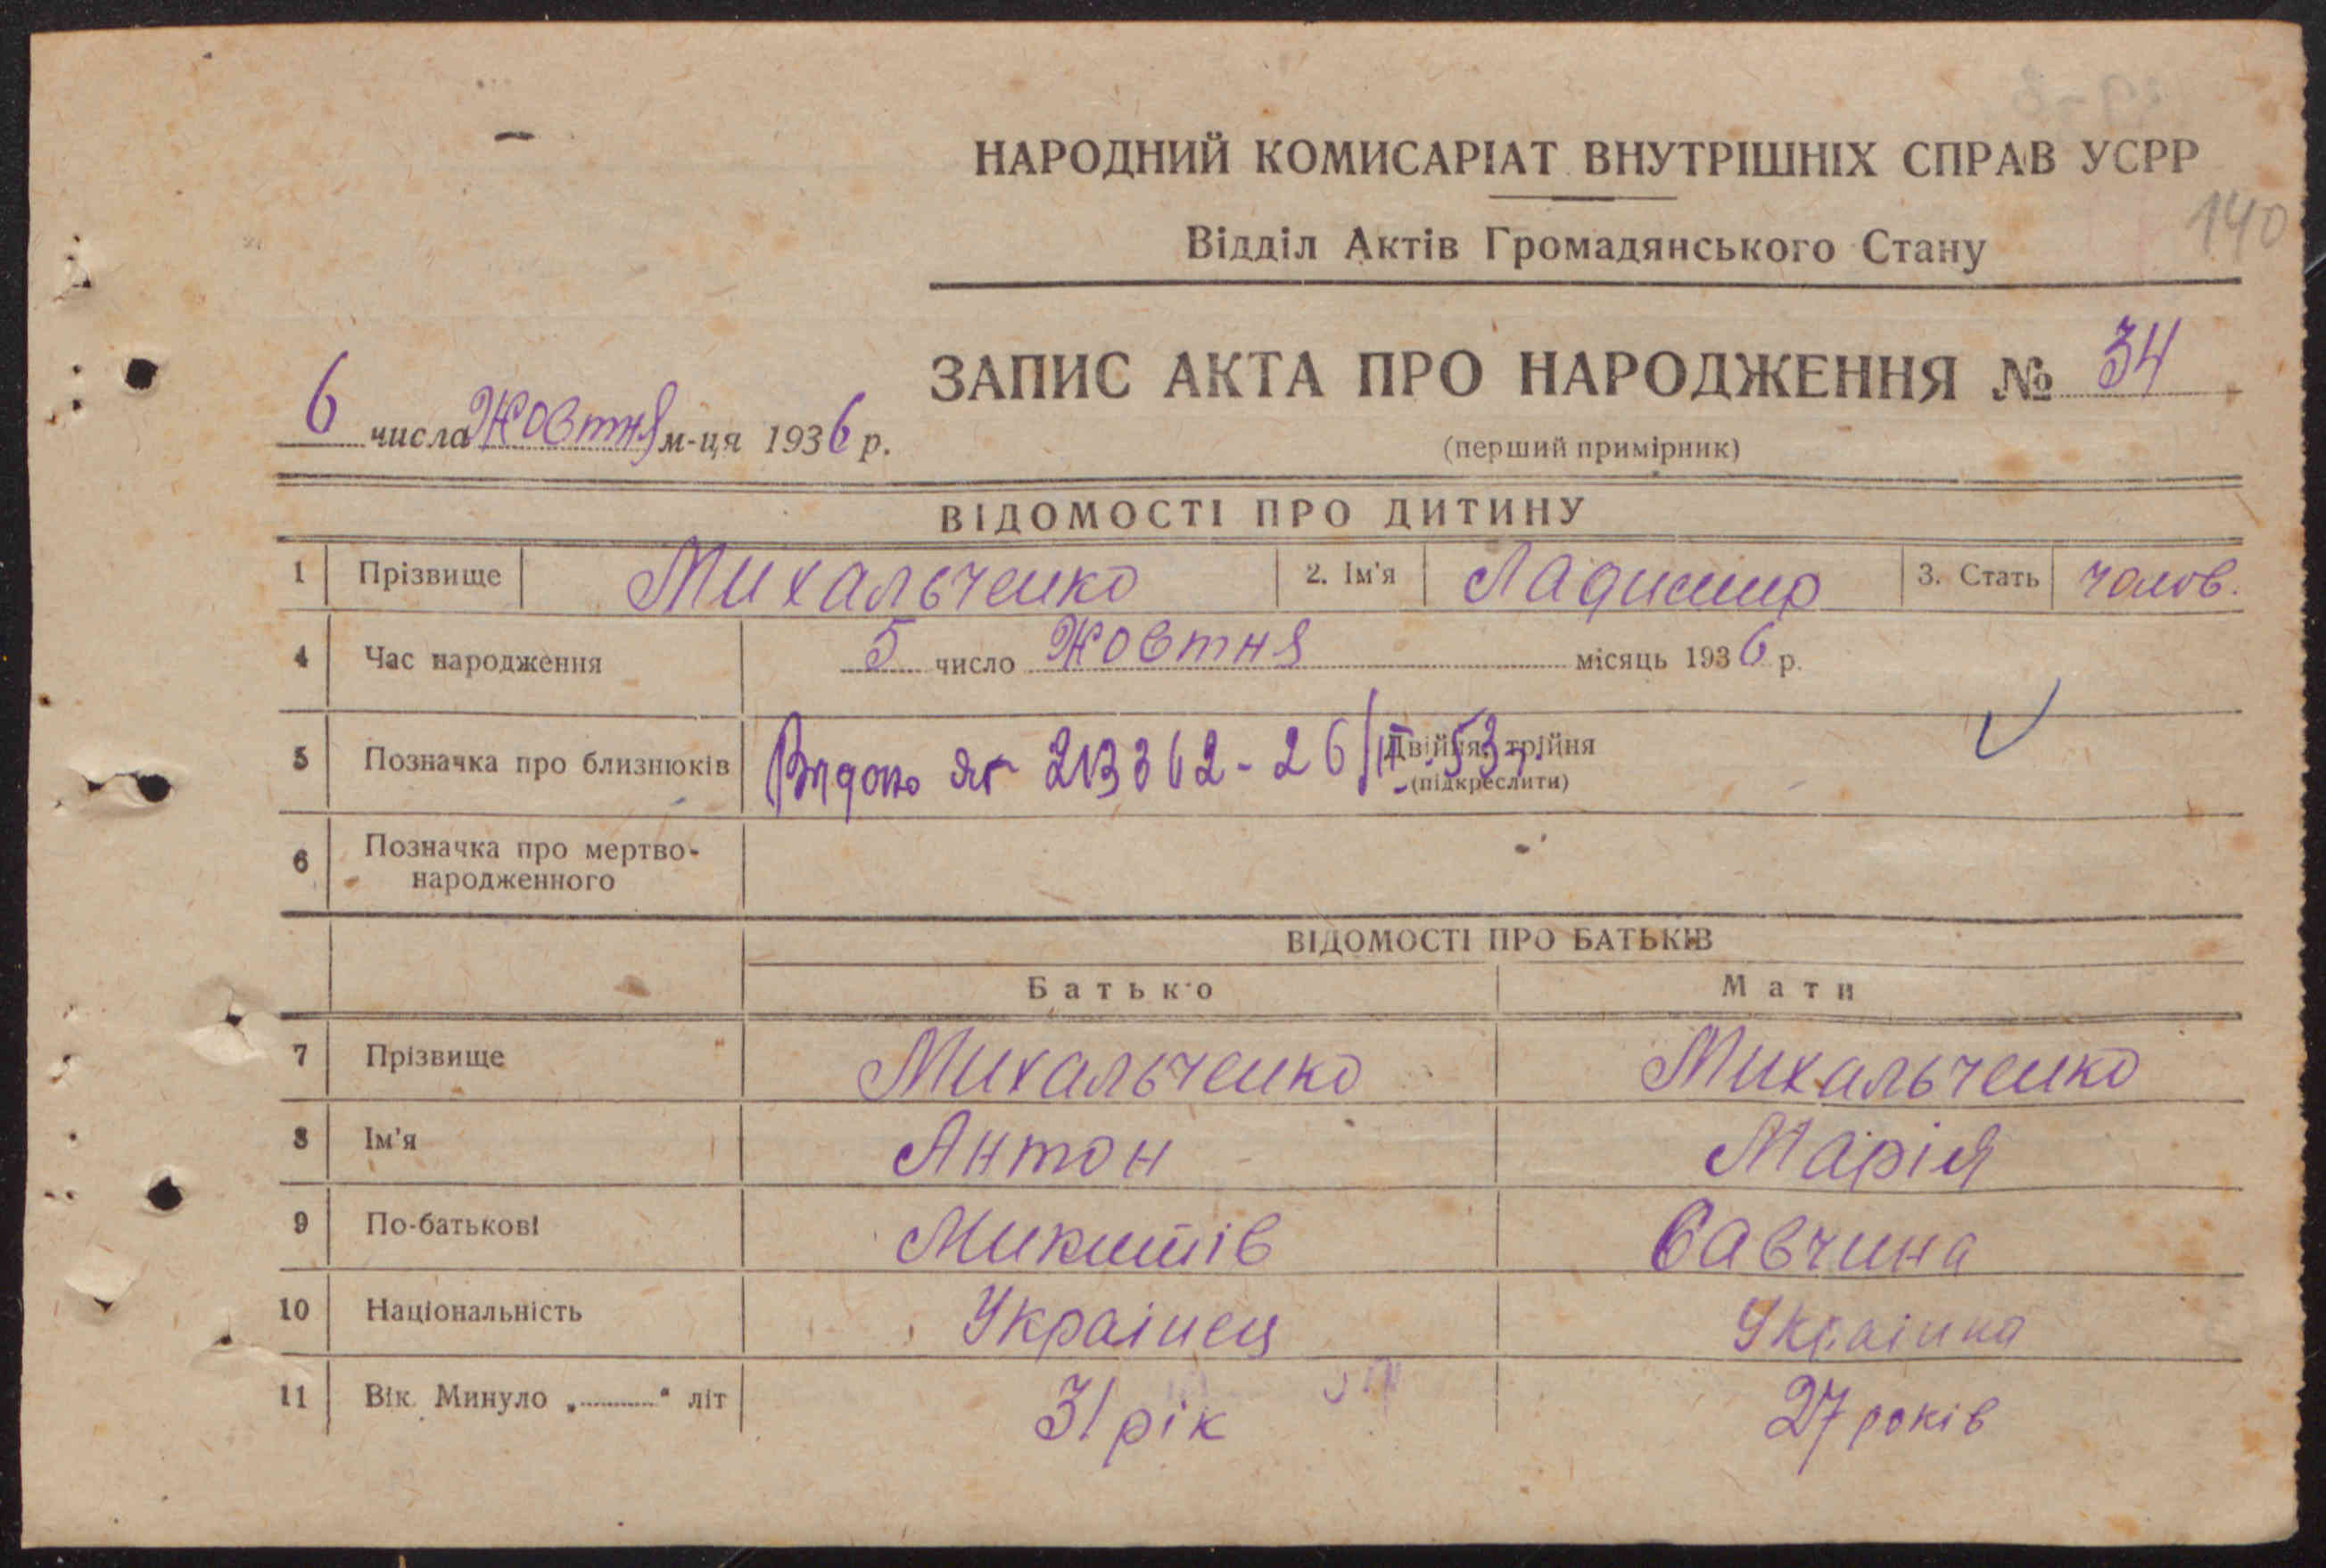 НАРОДНИЙ КОМИСАРІАТ ВНУТРІШНІХ СПРАВ УСРР
140
Відділ Актів Громадянського Стану
ЗАПИС АКТА ПРО НАРОДЖЕННЯ № 34
6 числа Жовтня м-ця 1936 р.
(перший примірник)
ВІДОМОСТІ ПРО ДИТИНУ
1 Прізвище Михальченко 2. Ім'я Ладимир 3. Стать чолов.
4 Час народження 5 число Жовтня місяць 1936 р.
5 Позначка про близнюків 213362 - 26/ІІ-53 Двійня, трійня
(підкреслити)
6 Позначка про мертво-
народженного
ВІДОМОСТІ ПРО БАТЬКІВ
Батько Мати
7 Прізвище Михальченко Михальченко
8 Ім'я Антон Марія
9 По-батькові Микитів Савчина
10 Національність Украінец Украінка
11 Вік. Минуло „ “ літ 31 рік 27 років